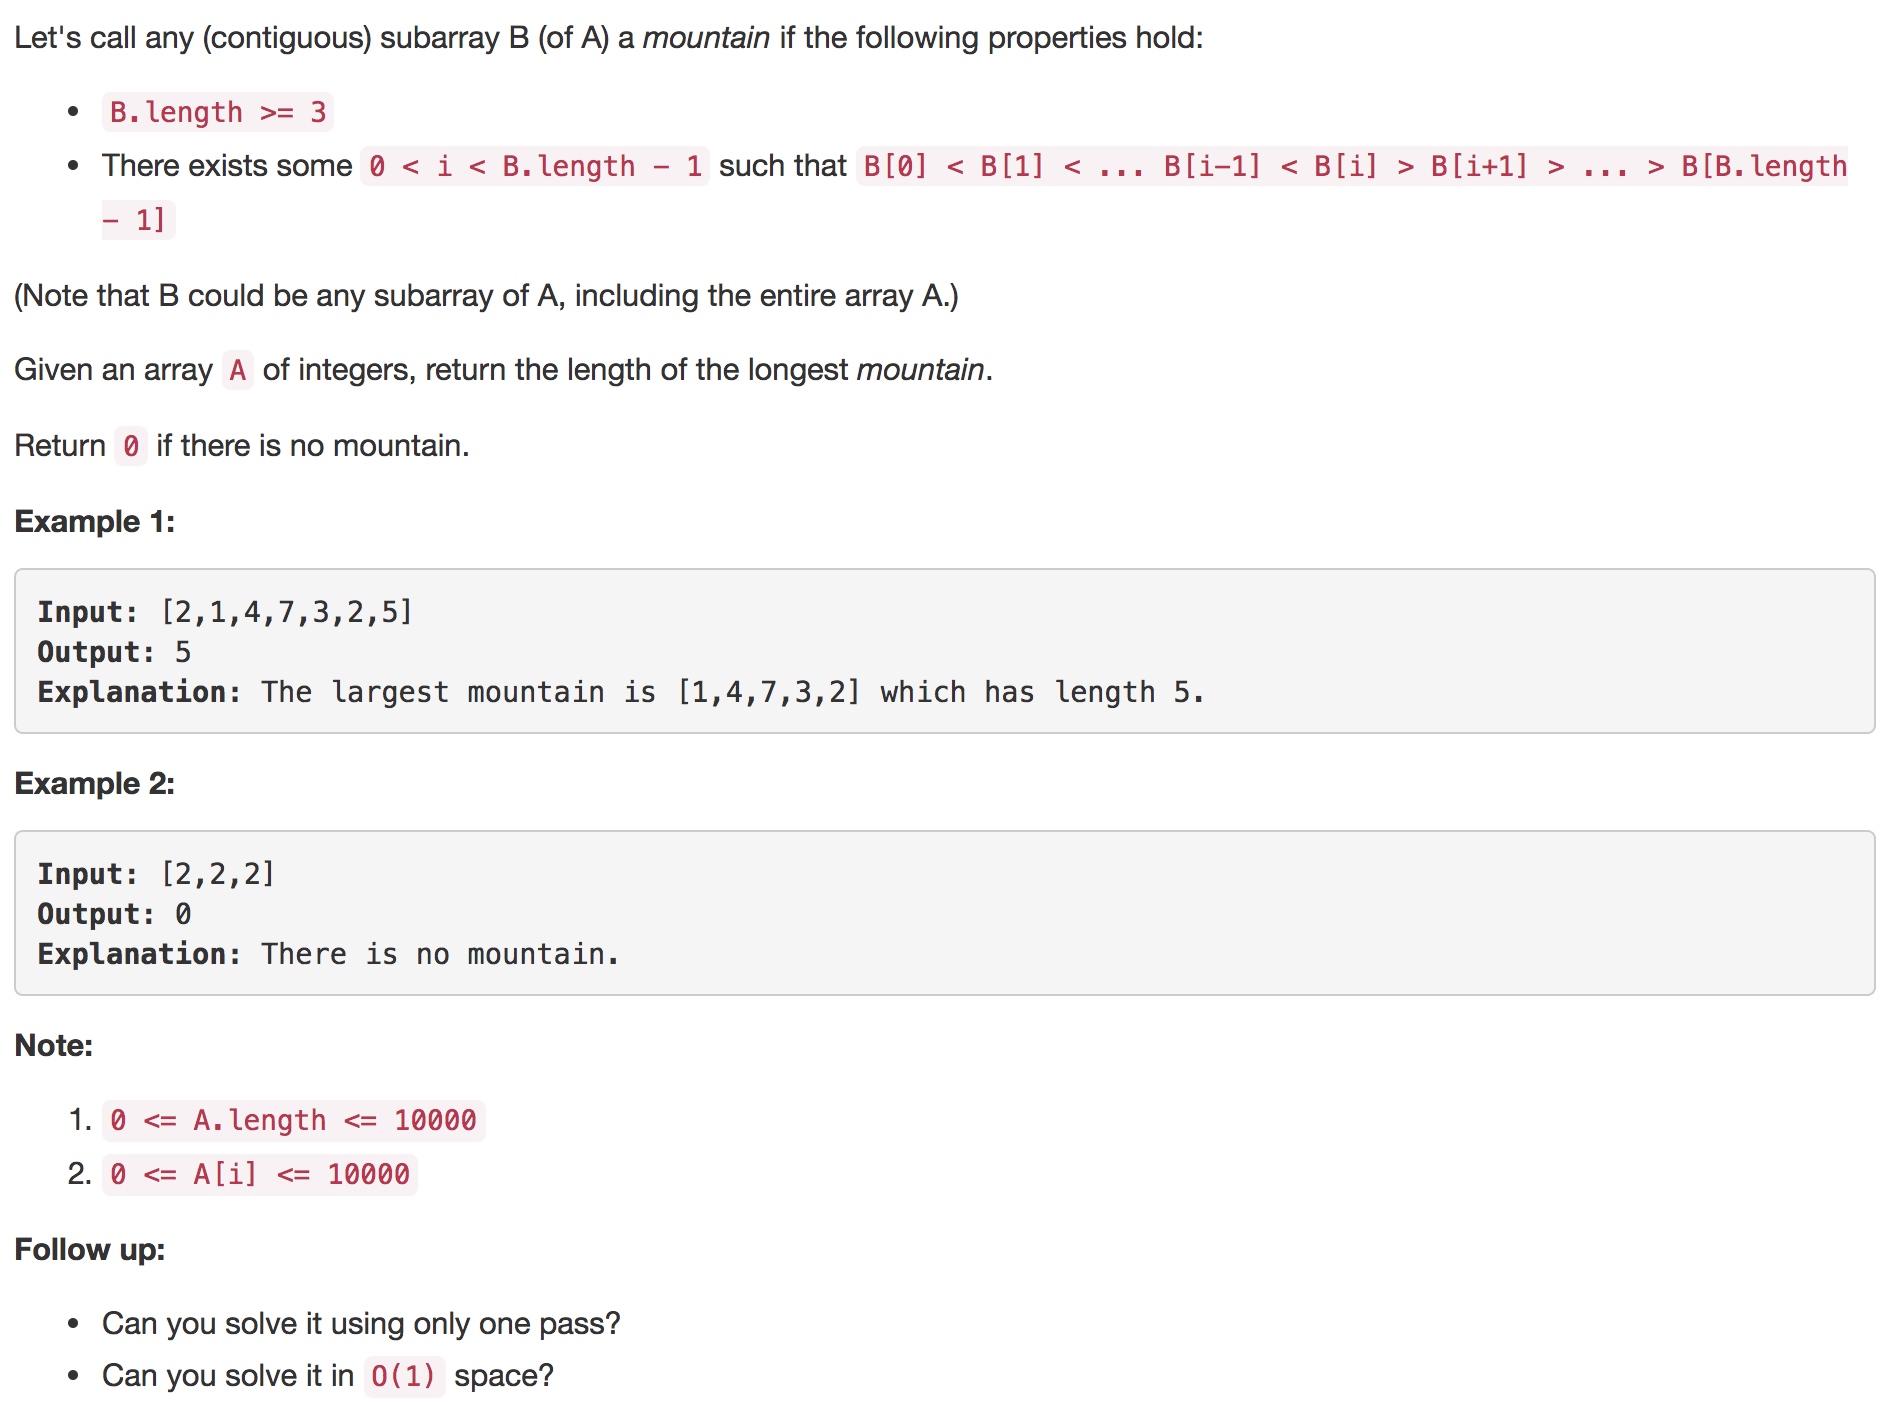 Let's call any (contiguous) subarray B (of A) a mountain if the following properties hold:
• B.length >= 3
• There exists some 0 < i < B.length - 1 such that B[0] < B[1] < ... B[i-1] < B[i] > B[i+1] > ... > B[B.length
- 1]
(Note that B could be any subarray of A, including the entire array A.)
Given an array A of integers, return the length of the longest mountain.
Return 0 if there is no mountain.
Example 1:
Input: [2,1,4,7,3,2,5]
Output: 5
Explanation: The largest mountain is [1,4,7,3,2] which has length 5.
Example 2:
Input: [2,2,2]
Output: 0
Explanation: There is no mountain.
Note:
1. 0 <= A.length <= 10000
2. 0 <= A[i] <= 10000
Follow up:
• Can you solve it using only one pass?
• Can you solve it in O(1) space?